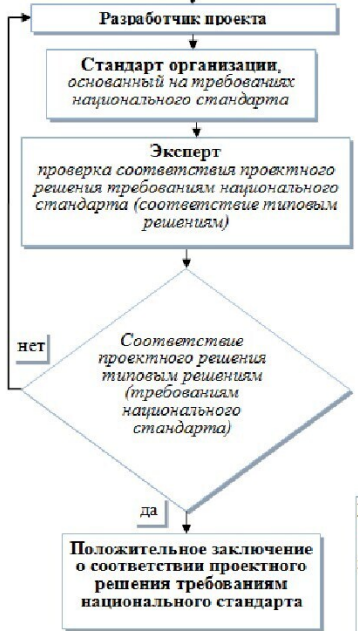 Разработчик проекта
Стандарт организации,
основанный на требованиях
национального стандарта
Эксперт
проверка соответствия проектного
решения требованиям национального
стандарта (соответствие типовым
решениям)
нет
Соответствие
проектного решения
типовым решениям
(требованиям
национального
стандарта)
да
Положительное заключение
о соответствии проектного
решения требованиям
национального стандарта